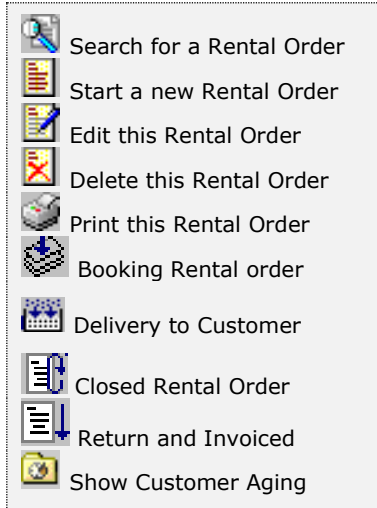 Search for a Rental Order
Start a new Rental Order
Edit this Rental Order
Delete this Rental Order
Print this Rental Order
Booking Rental order
Delivery to Customer
Closed Rental Order
Return and Invoiced
Show Customer Aging